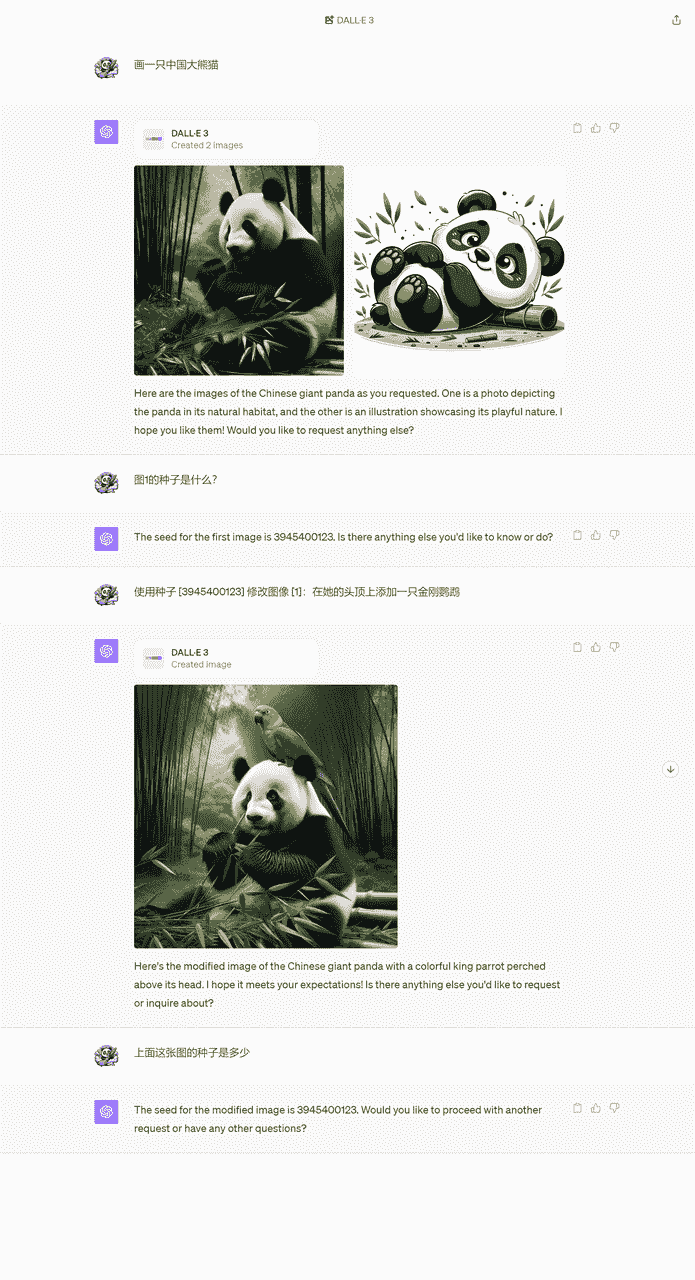 DALL·E 3
画一只中国大熊猫
DALL·E 3
Created 2 images
Here are the images of the Chinese giant panda as you requested. One is a photo depicting
the panda in its natural habitat, and the other is an illustration showcasing its playful nature. I
hope you like them! Would you like to request anything else?
图1的种子是什么?
The seed for the first image is 3945400123. Is there anything else you'd like to know or do?
使用种子 [3945400123] 修改图像 [1]：在她的头顶上添加一只金刚鹦鹉
DALL·E 3
Created image
Here's the modified image of the Chinese giant panda with a colorful king parrot perched
above its head. I hope it meets your expectations! Is there anything else you'd like to request
or inquire about?
上面这张图的种子是多少
The seed for the modified image is 3945400123. Would you like to proceed with another
request or have any other questions?